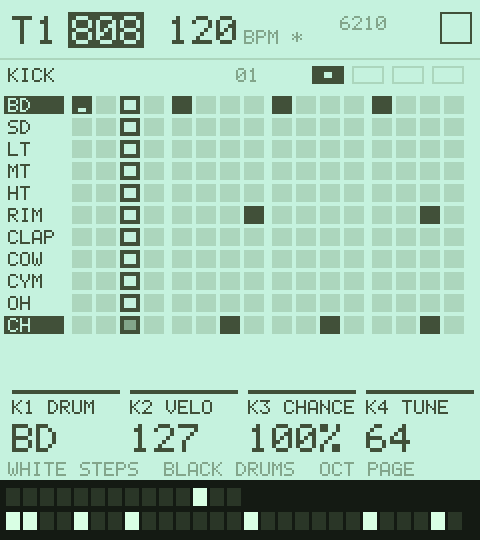 T1 808 120 BPM * 6210
KICK 01
BD
SD
LT
MT
HT
RIM
CLAP
COW
CYM
OH
CH
K1 DRUM K2 VELO K3 CHANCE K4 TUNE
BD 127 100% 64
WHITE STEPS BLACK DRUMS OCT PAGE